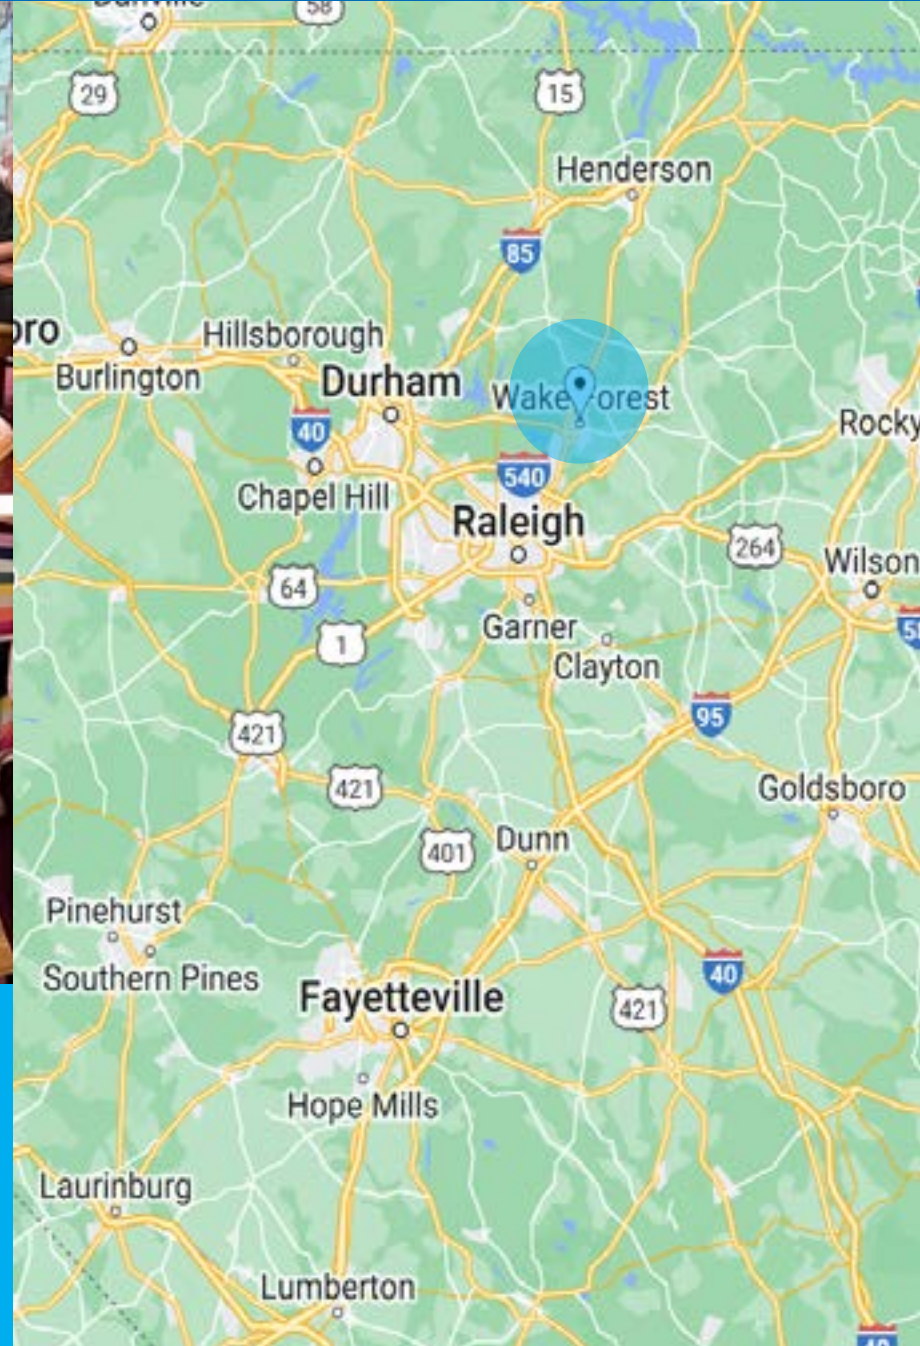 58
29
15
Henderson
85
Hillsborough
Burlington
Durham
Wake Forest
40
Rocky
540
Chapel Hill
Raleigh
264
Wilson
64
Garner
1
Clayton
95
421
421
Goldsboro
401
Dunn
Pinehurst
Southern Pines
40
Fayetteville
421
Hope Mills
Laurinburg
Lumberton